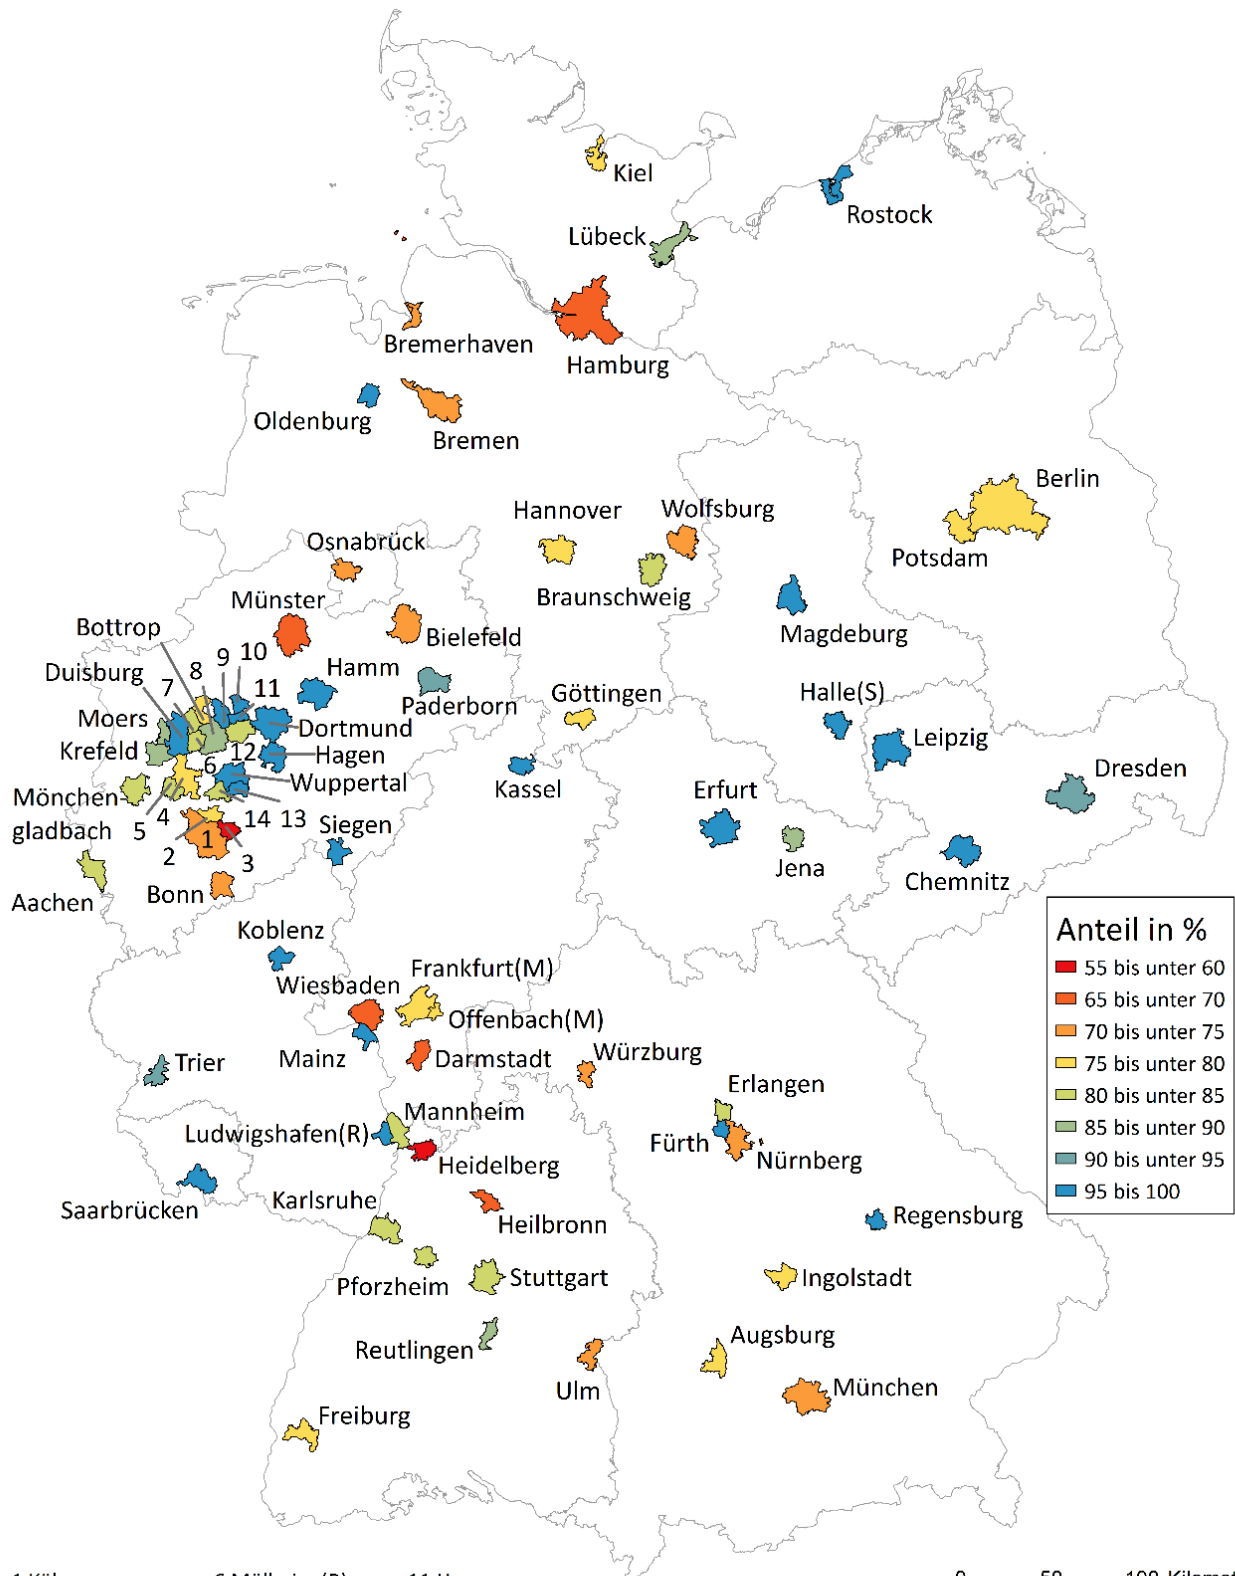 Kiel
Rostock
Lübeck
Bremerhaven
Hamburg
Oldenburg
Bremen
Berlin
Hannover
Wolfsburg
Potsdam
Osnabrück
Braunschweig
Münster
Bottrop
Bielefeld
Magdeburg
Duisburg
7
8
9
10
11
Hamm
Paderborn
Göttingen
Halle(S)
Moers
Krefeld
Dortmund
Hagen
6
12
Wuppertal
Kassel
Leipzig
Dresden
Erfurt
Mönchen-
gladbach
5
4
14
13
Siegen
2
1
3
Jena
Chemnitz
Aachen
Bonn
Koblenz
Wiesbaden
Frankfurt(M)
Offenbach(M)
Mainz
Darmstadt
Würzburg
Trier
Erlangen
Mannheim
Ludwigshafen(R)
Fürth
Nürnberg
Heidelberg
Saarbrücken
Karlsruhe
Heilbronn
Regensburg
Pforzheim
Stuttgart
Ingolstadt
Reutlingen
Augsburg
Ulm
München
Freiburg
Anteil in %
55 bis unter 60
65 bis unter 70
70 bis unter 75
75 bis unter 80
80 bis unter 85
85 bis unter 90
90 bis unter 95
95 bis 100